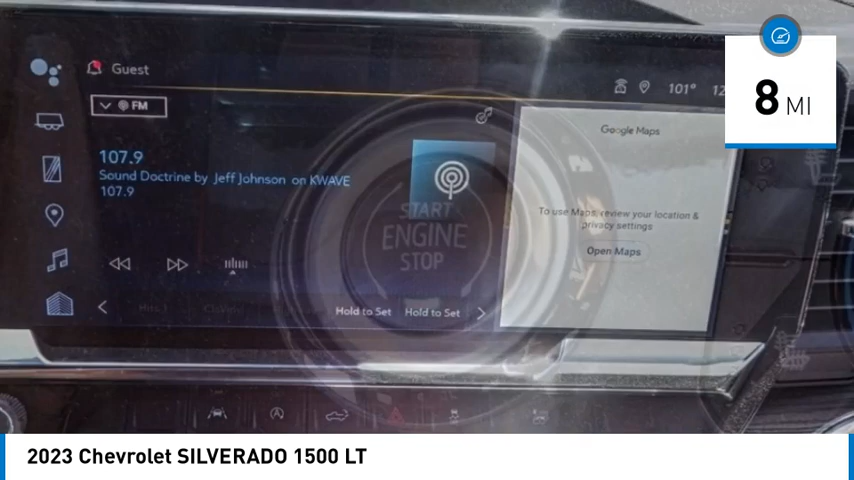 Guest
101°
12
8 MI
FM
Google Maps
107.9
Sound Doctrine by Jeff Johnson on KWAVE
107.9
START
ENGINE
STOP
To use Maps, review your location &
privacy settings
Open Maps
Hold to Set
Hold to Set
2023 Chevrolet SILVERADO 1500 LT